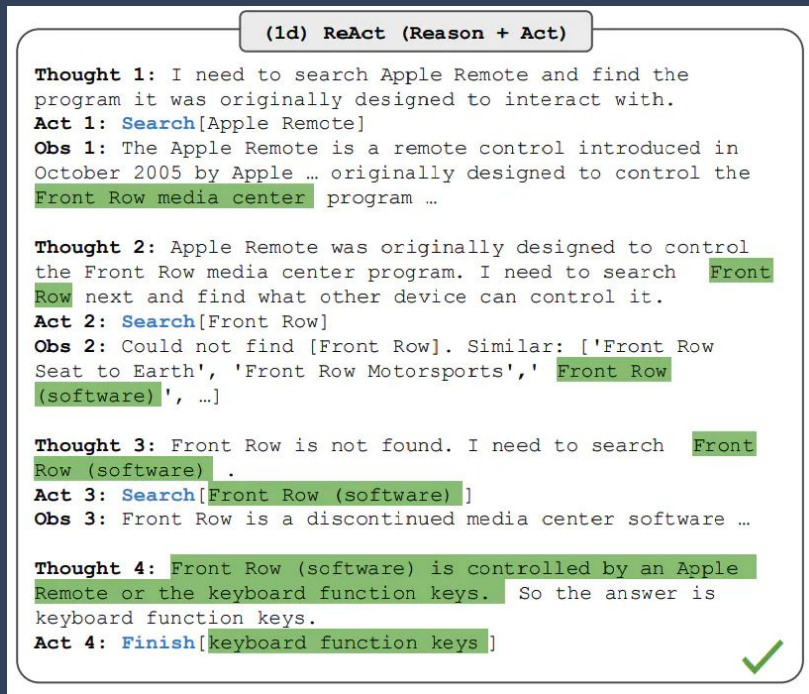 (1d) ReAct (Reason + Act)
Thought 1: I need to search Apple Remote and find the
program it was originally designed to interact with.
Act 1: Search[Apple Remote]
Obs 1: The Apple Remote is a remote control introduced in
October 2005 by Apple … originally designed to control the
Front Row media center program …
Thought 2: Apple Remote was originally designed to control
the Front Row media center program. I need to search Front
Row next and find what other device can control it.
Act 2: Search[Front Row]
Obs 2: Could not find [Front Row]. Similar: ['Front Row
Seat to Earth', 'Front Row Motorsports',' Front Row
(software)', …]
Thought 3: Front Row is not found. I need to search Front
Row (software) .
Act 3: Search[Front Row (software) ]
Obs 3: Front Row is a discontinued media center software …
Thought 4: Front Row (software) is controlled by an Apple
Remote or the keyboard function keys. So the answer is
keyboard function keys.
Act 4: Finish[keyboard function keys ]